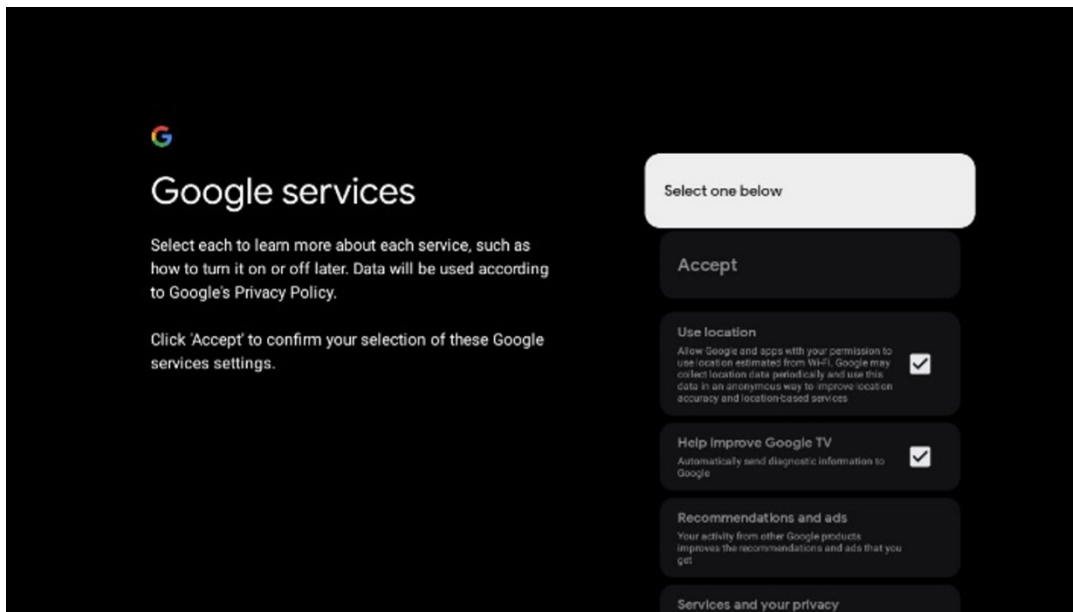 Google services
Select each to learn more about each service, such as
how to turn it on or off later. Data will be used according
to Google's Privacy Policy.
Click 'Accept' to confirm your selection of these Google
services settings.
Select one below
Accept
Use location
Allow Google and apps with your permission to
use location estimated from Wi-Fi. Google may
collect location data periodically and use this
data in an anonymous way to improve location
accuracy and location-based services
Help Improve Google TV
Automatically send diagnostic information to
Google
Recommendations and ads
Your activity from other Google products
improves the recommendations and ads that you
get
Services and your privacy